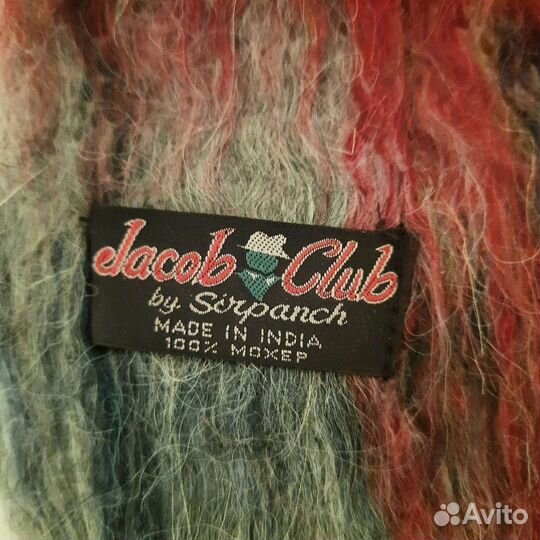 Jacob Club
by Sirpanch
MADE IN INDIA
100% МОХЕР
Avito